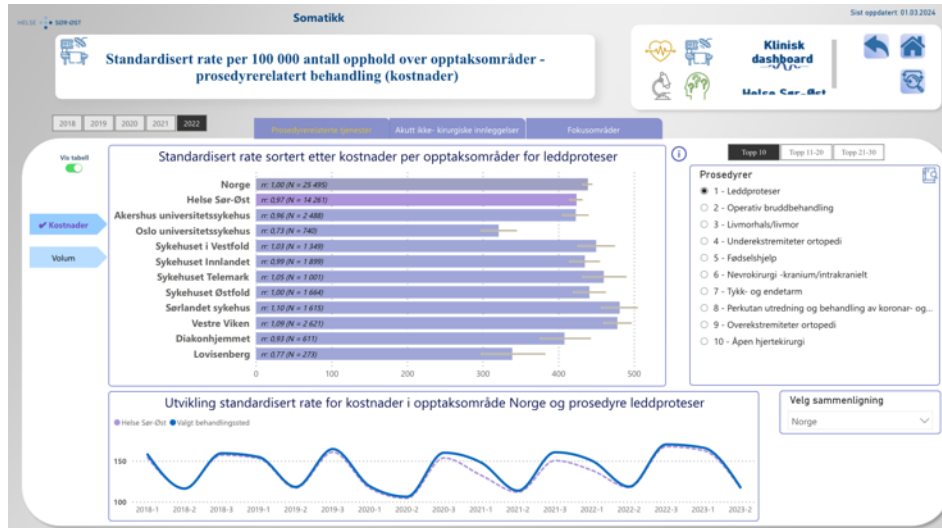 HELSE SØR-ØST
Somatikk
Sist oppdatert: 01.03.2024
Standardisert rate per 100 000 antall opphold over opptaksområder -
prosedyrerelatert behandling (kostnader)
Klinisk
dashboard
Helse Sør-Øst
2018 2019 2020 2021 2022
Prosedyrerelaterte tjenester Akutt ikke- kirurgiske innleggelser Fokusområder
Vis tabell
Kostnader
Volum
Standardisert rate sortert etter kostnader per opptaksområder for leddproteser
Norge rr: 1,00 (N = 25 495)
Helse Sør-Øst rr: 0,97 (N = 14 261)
Akershus universitetssykehus rr: 0,96 (N = 2 488)
Oslo universitetssykehus rr: 0,73 (N = 740)
Sykehuset i Vestfold rr: 1,03 (N = 1 349)
Sykehuset Innlandet rr: 0,99 (N = 1 899)
Sykehuset Telemark rr: 1,05 (N = 1 001)
Sykehuset Østfold rr: 1,00 (N = 1 664)
Sørlandet sykehus rr: 1,10 (N = 1 615)
Vestre Viken rr: 1,09 (N = 2 621)
Diakonhjemmet rr: 0,93 (N = 611)
Lovisenberg rr: 0,77 (N = 273)
0 100 200 300 400 500
Topp 10 Topp 11-20 Topp 21-30
Prosedyrer
1 - Leddproteser
2 - Operativ bruddbehandling
3 - Livmorhals/livmor
4 - Underekstremiteter ortopedi
5 - Fødselshjelp
6 - Nevrokirurgi -kranium/intrakranielt
7 - Tykk- og endetarm
8 - Perkutan utredning og behandling av koronar- og...
9 - Overekstremiteter ortopedi
10 - Åpen hjertekirurgi
Utvikling standardisert rate for kostnader i opptaksområde Norge og prosedyre leddproteser
Helse Sør-Øst Valgt behandlingssted
150
100
2018-1 2018-2 2018-3 2019-1 2019-2 2019-3 2020-1 2020-2 2020-3 2021-1 2021-2 2021-3 2022-1 2022-2 2022-3 2023-1 2023-2
Velg sammenligning
Norge